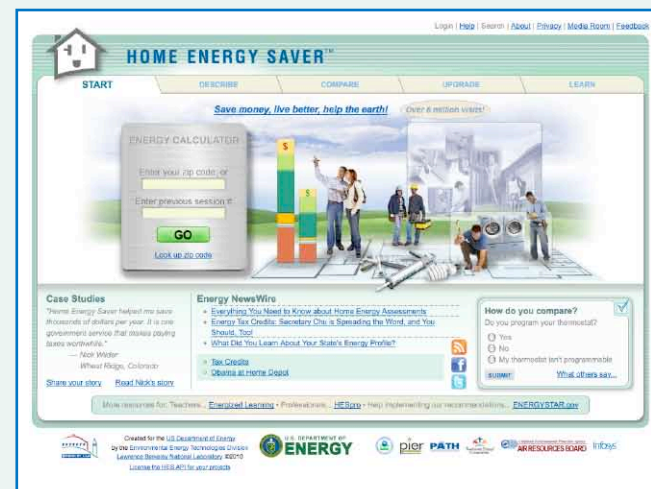 Login | Help | Search | About | Privacy | Media Room | Feedback
HOME ENERGY SAVER™
START
DESCRIBE
COMPARE
UPGRADE
LEARN
Save money, live better, help the earth!
Over 6 million visits!
ENERGY CALCULATOR
Enter your zip code, or
Enter previous session #
GO
Look up zip code
$
$
Case Studies
"Home Energy Saver helped me save
thousands of dollars per year. It is one
government service that makes paying
taxes worthwhile."
— Nick Wilder
Wheat Ridge, Colorado
Share your story Read Nick's story
Energy NewsWire
Everything You Need to Know about Home Energy Assessments
Energy Tax Credits: Secretary Chu is Spreading the Word, and You
Should, Too!
What Did You Learn About Your State's Energy Profile?
Tax Credits
Obama at Home Depot
How do you compare?
Do you program your thermostat?
Yes
No
My thermostat isn't programmable
SUBMIT
What others say...
More resources for: Teachers... Energized Learning • Professionals... HESpro • Help implementing our recommendations... ENERGYSTAR.gov
Created for the US Department of Energy
by the Environmental Energy Technologies Division
Lawrence Berkeley National Laboratory ©2010
License the HES API for your projects
U.S. DEPARTMENT OF
ENERGY
pier
PATH
AIR RESOURCES BOARD
Infosys